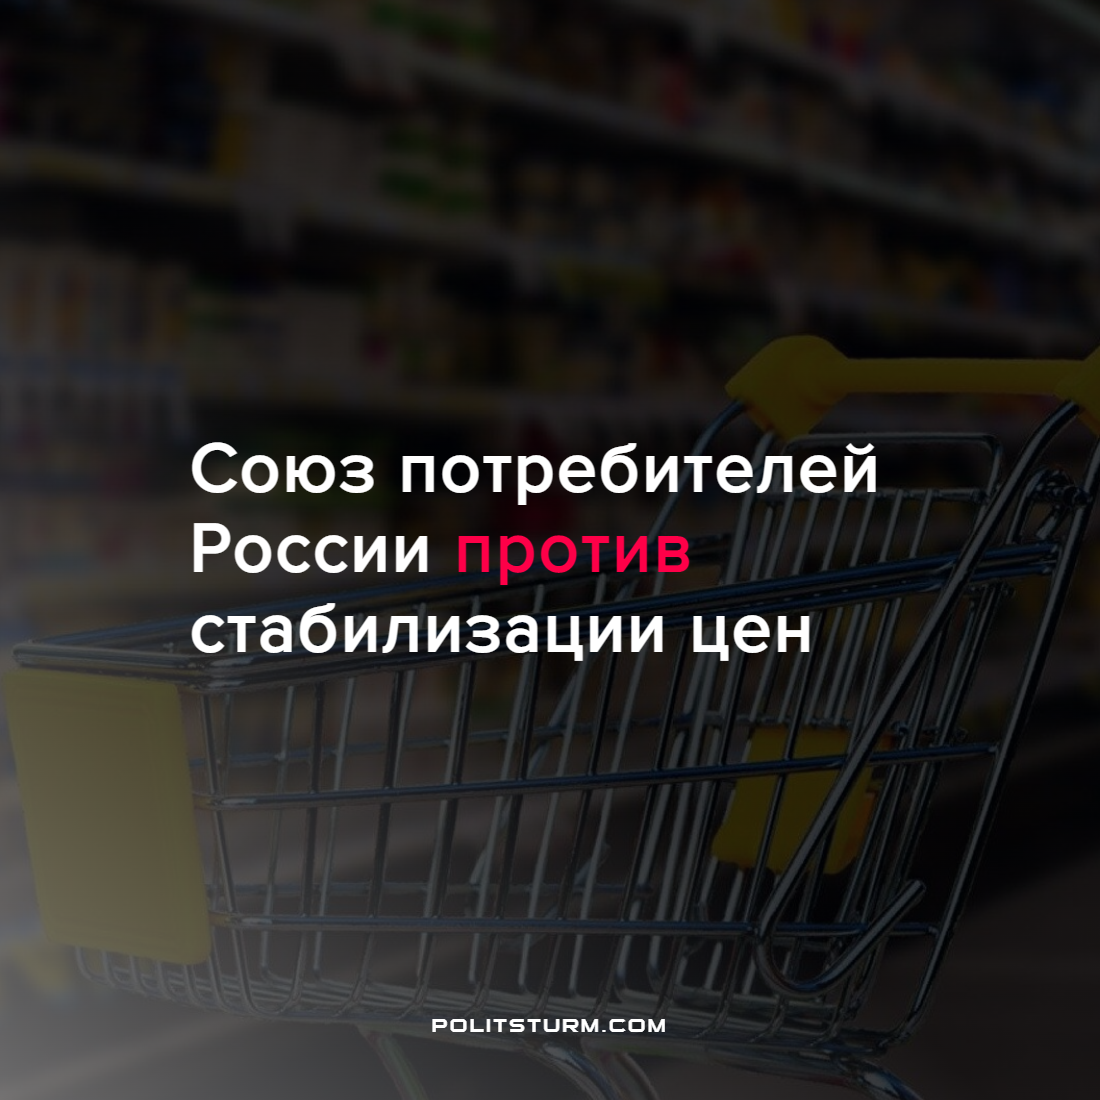 Союз потребителей
России против
стабилизации цен
POLITSTURM.COM